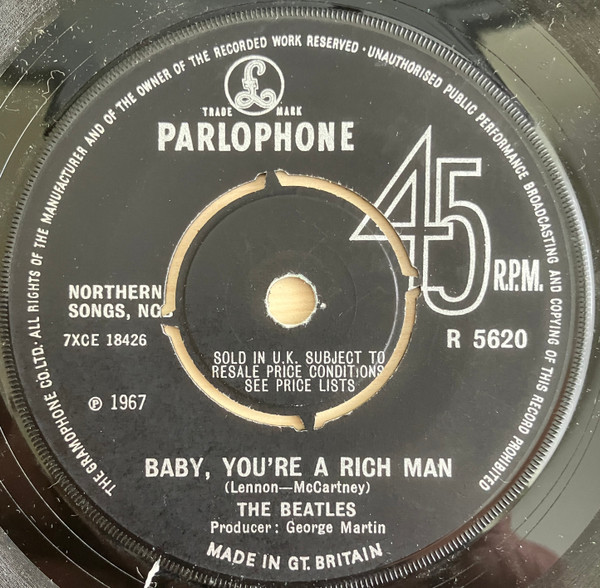 THE GRAMOPHONE CO. LTD. ALL RIGHTS OF THE MANUFACTURER AND OF THE OWNER OF THE RECORDED WORK RESERVED · UNAUTHORISED PUBLIC PERFORMANCE BROADCASTING AND COPYING OF THIS RECORD PROHIBITED
£
TRADE MARK
PARLOPHONE
45
R.P.M.
NORTHERN
SONGS, NCB
7XCE 18426
R 5620
SOLD IN U.K. SUBJECT TO
RESALE PRICE CONDITIONS
SEE PRICE LISTS
℗ 1967
BABY, YOU'RE A RICH MAN
(Lennon—McCartney)
THE BEATLES
Producer: George Martin
MADE IN GT. BRITAIN